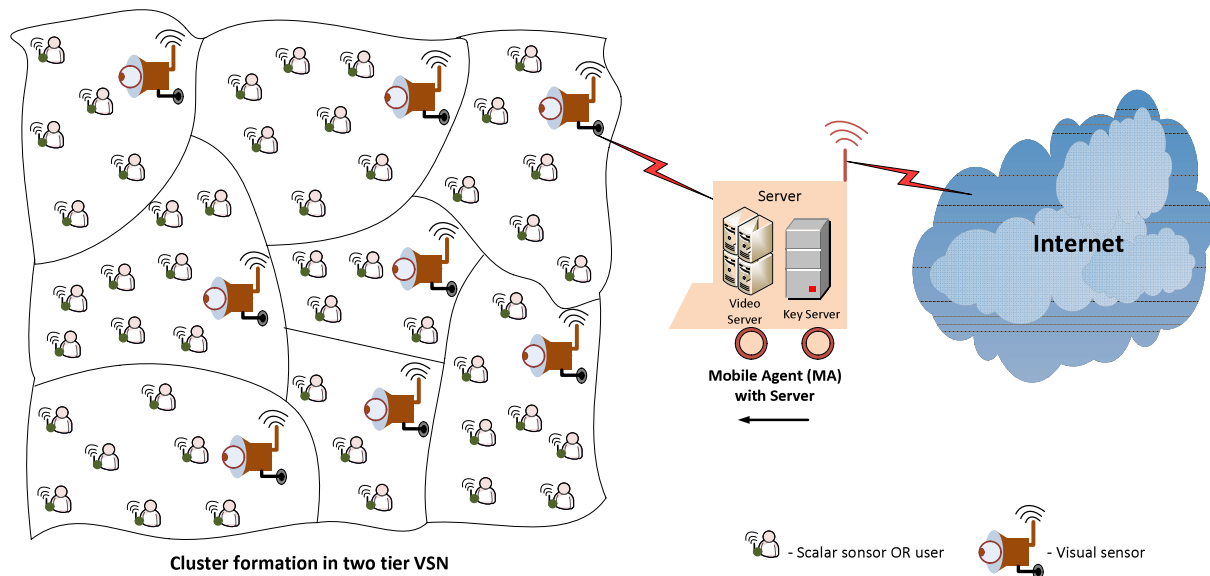 Server
Video
Server
Key Server
Mobile Agent (MA)
with Server
Internet
- Scalar sonsor OR user
- Visual sensor
Cluster formation in two tier VSN